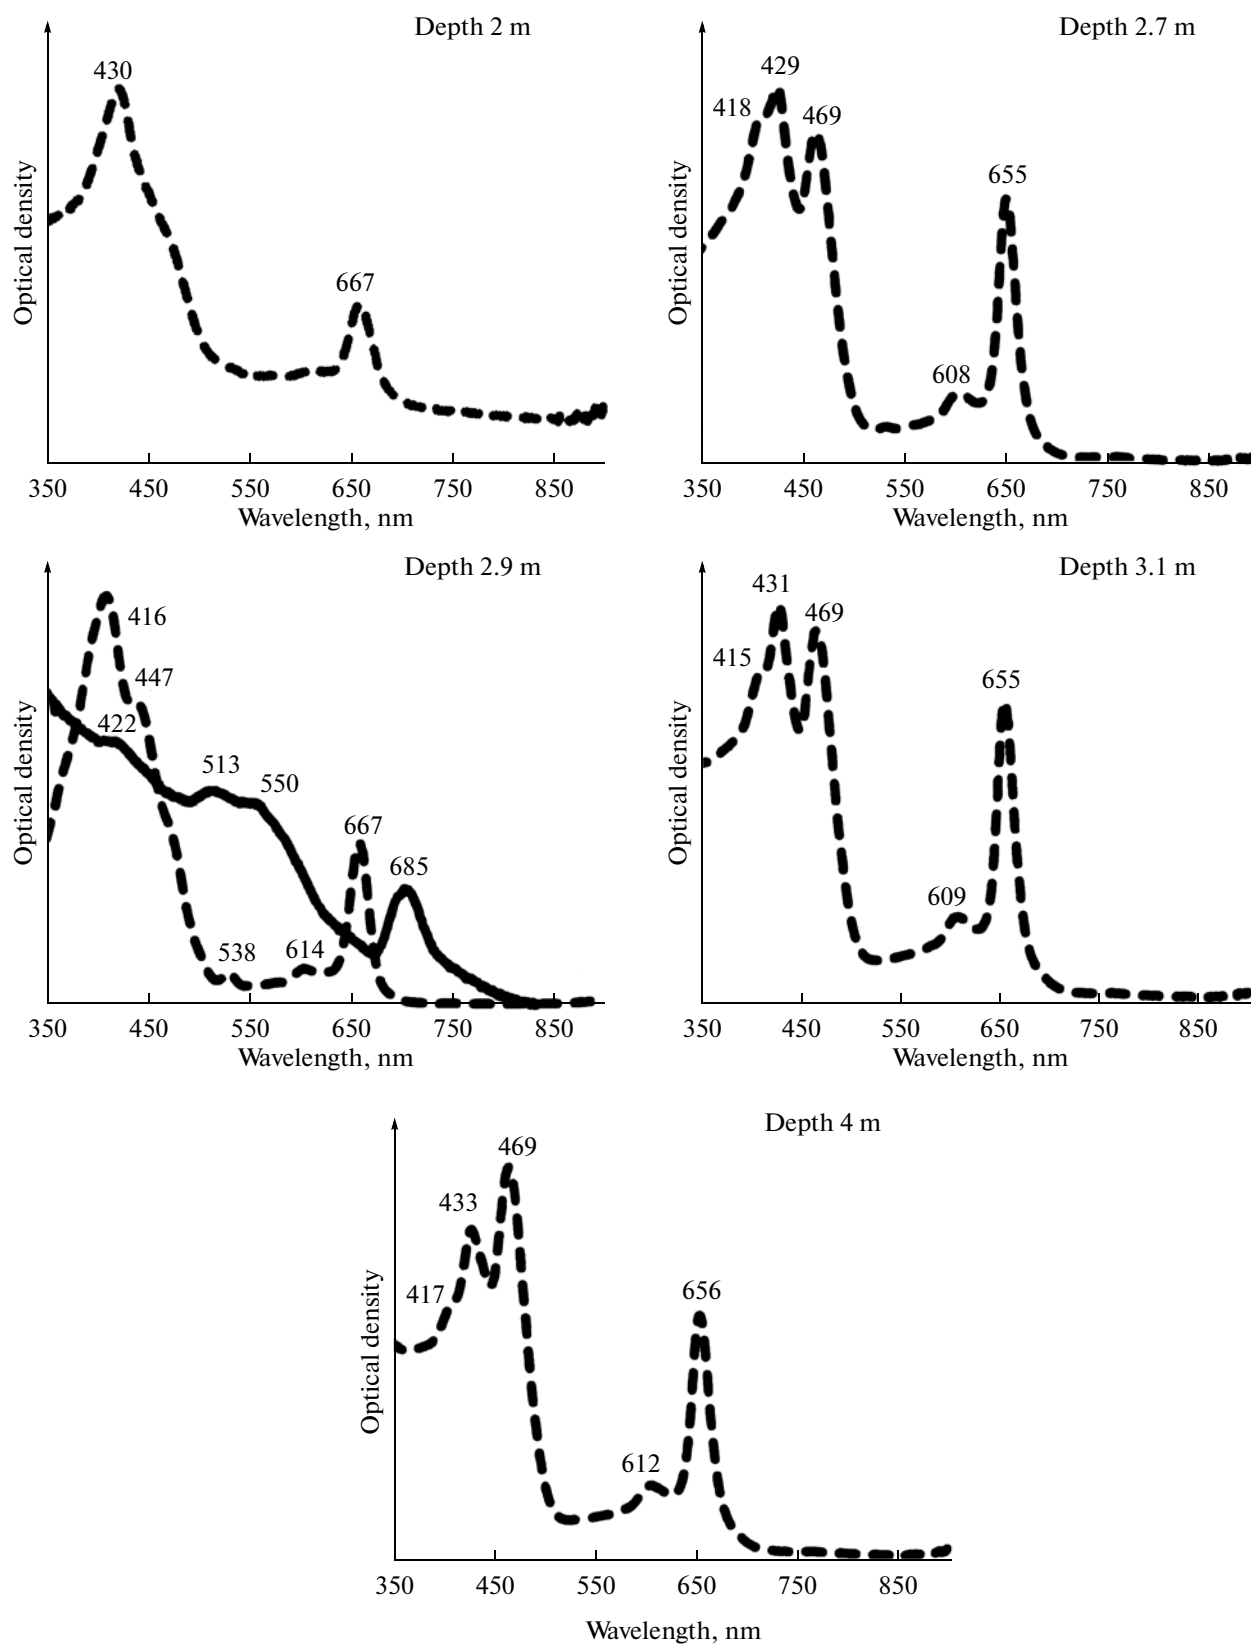 Depth 2 m
430
667
Optical density
350 450 550 650 750 850
Wavelength, nm
Depth 2.7 m
429
418
469
655
608
Optical density
350 450 550 650 750 850
Wavelength, nm
Depth 2.9 m
416
447
422
513
550
667
685
538
614
Optical density
350 450 550 650 750 850
Wavelength, nm
Depth 3.1 m
431
469
415
655
609
Optical density
350 450 550 650 750 850
Wavelength, nm
Depth 4 m
469
433
417
656
612
Optical density
350 450 550 650 750 850
Wavelength, nm